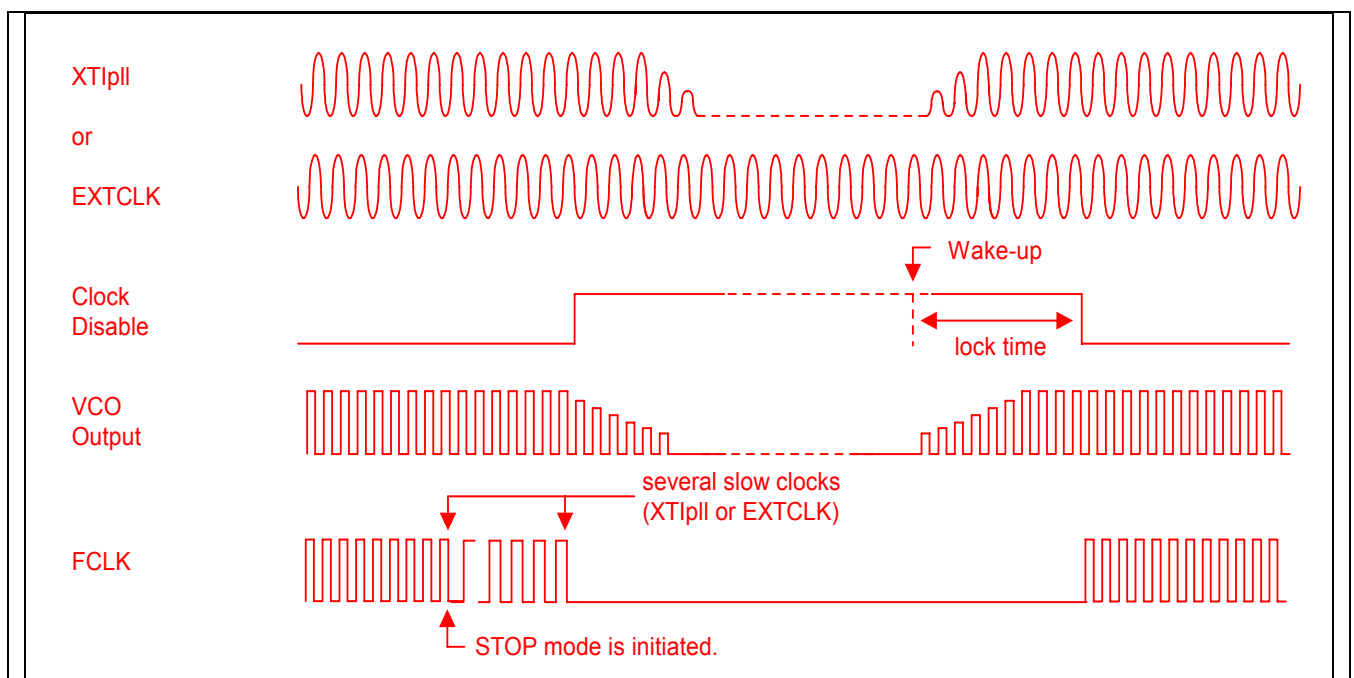 XTIpll
or
EXTCLK
Wake-up
Clock
Disable
lock time
VCO
Output
several slow clocks
(XTIpll or EXTCLK)
FCLK
STOP mode is initiated.